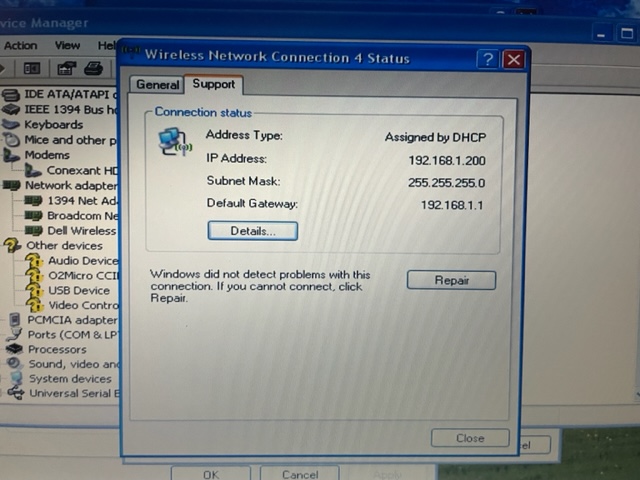 vice Manager
Action View Hel
IDE ATA/ATAPI c
IEEE 1394 Bus h
Keyboards
Mice and other p
Modems
Conexant HD
Network adapter
1394 Net Ad
Broadcom Ne
Dell Wireless
Other devices
Audio Device
O2Micro CCI
USB Device
Video Contro
PCMCIA adapter
Ports (COM & LP
Processors
Sound, video and
System devices
Universal Serial B
Wireless Network Connection 4 Status
General Support
Connection status
Address Type: Assigned by DHCP
IP Address: 192.168.1.200
Subnet Mask: 255.255.255.0
Default Gateway: 192.168.1.1
Details...
Windows did not detect problems with this
connection. If you cannot connect, click
Repair.
Repair
Close
el
OK Cancel Apply